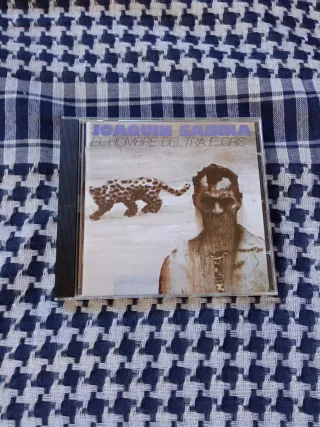 JOAQUIN SABINA
EL HOMBRE DEL TRAJE GRIS